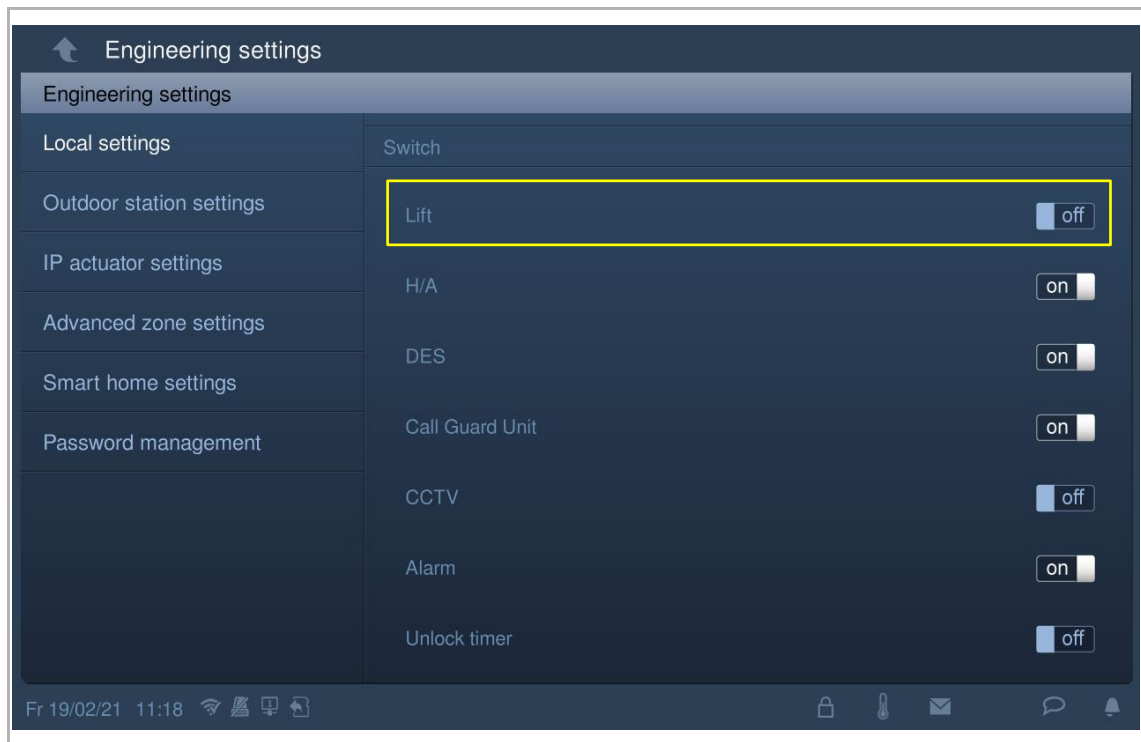 Engineering settings
Engineering settings
Local settings
Outdoor station settings
IP actuator settings
Advanced zone settings
Smart home settings
Password management
Switch
Lift off
H/A on
DES on
Call Guard Unit on
CCTV off
Alarm on
Unlock timer off
Fr 19/02/21 11:18 1